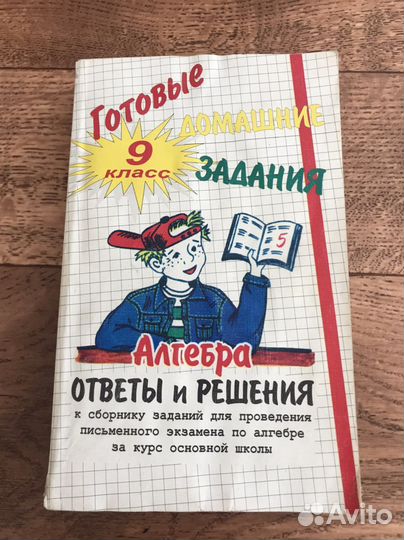 Готовые
ДОМАШНИЕ
ЗАДАНИЯ
9
КЛАСС
5
Алгебра
ОТВЕТЫ и РЕШЕНИЯ
к сборнику заданий для проведения
письменного экзамена по алгебре
за курс основной школы
Avito